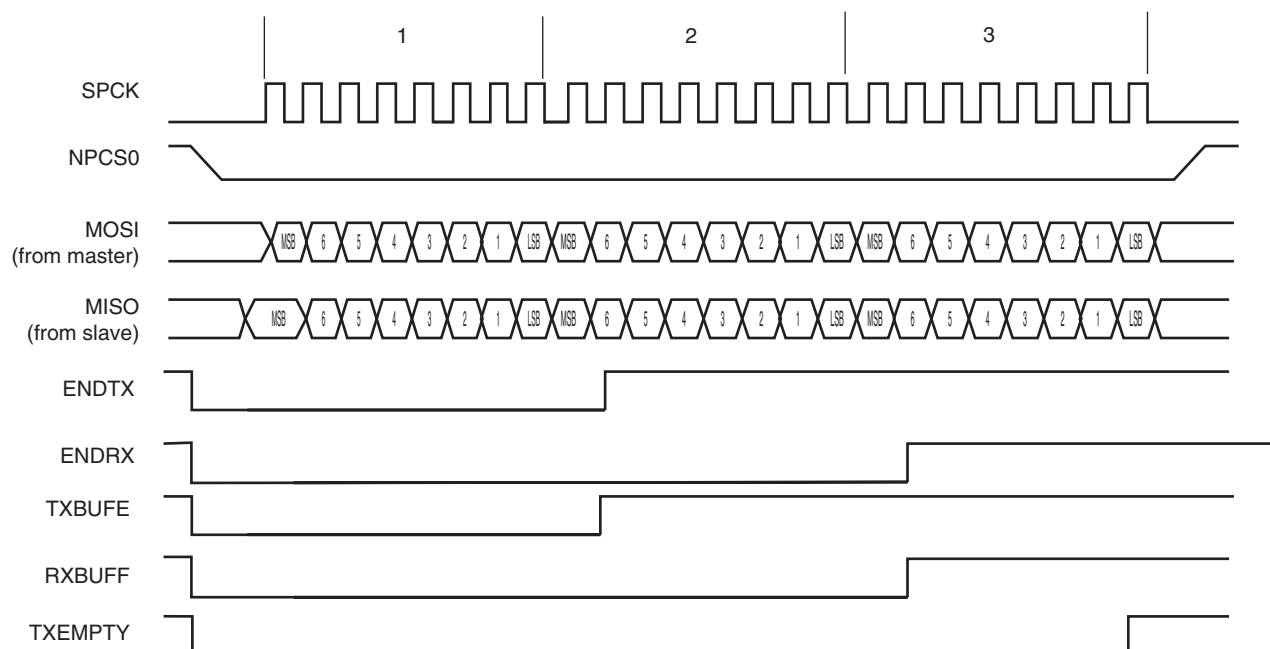 1 2 3
SPCK
NPCS0
MOSI
(from master)
MSB 6 5 4 3 2 1 LSB MSB 6 5 4 3 2 1 LSB MSB 6 5 4 3 2 1 LSB
MISO
(from slave)
MSB 6 5 4 3 2 1 LSB MSB 6 5 4 3 2 1 LSB MSB 6 5 4 3 2 1 LSB
ENDTX
ENDRX
TXBUFE
RXBUFF
TXEMPTY